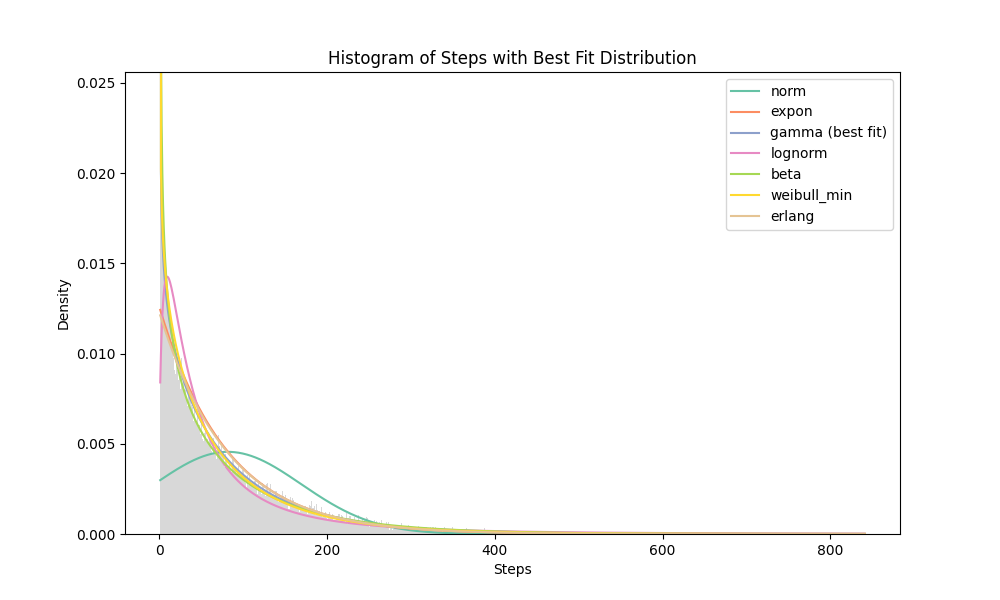 Histogram of Steps with Best Fit Distribution
0.025
0.020
0.015
0.010
0.005
0.000
Density
norm
expon
gamma (best fit)
lognorm
beta
weibull_min
erlang
0
200
400
600
800
Steps